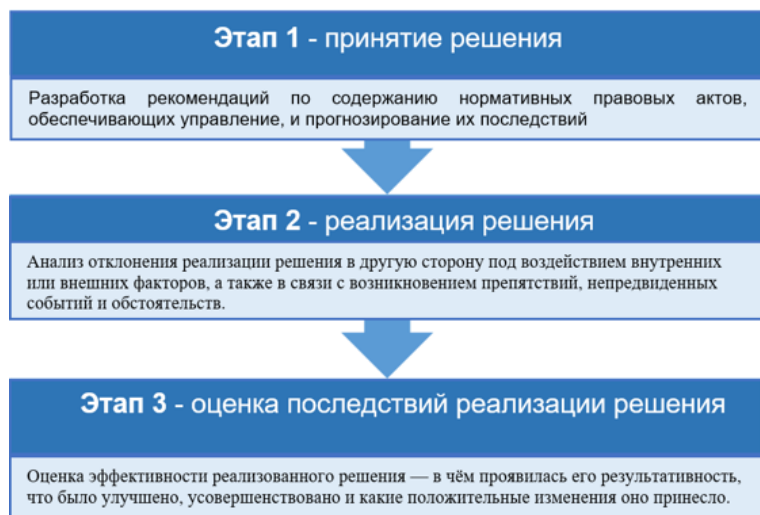 Этап 1 - принятие решения
Разработка рекомендаций по содержанию нормативных правовых актов,
обеспечивающих управление, и прогнозирование их последствий
Этап 2 - реализация решения
Анализ отклонения реализации решения в другую сторону под воздействием внутренних
или внешних факторов, а также в связи с возникновением препятствий, непредвиденных
событий и обстоятельств.
Этап 3 - оценка последствий реализации решения
Оценка эффективности реализованного решения — в чём проявилась его результативность,
что было улучшено, усовершенствовано и какие положительные изменения оно принесло.